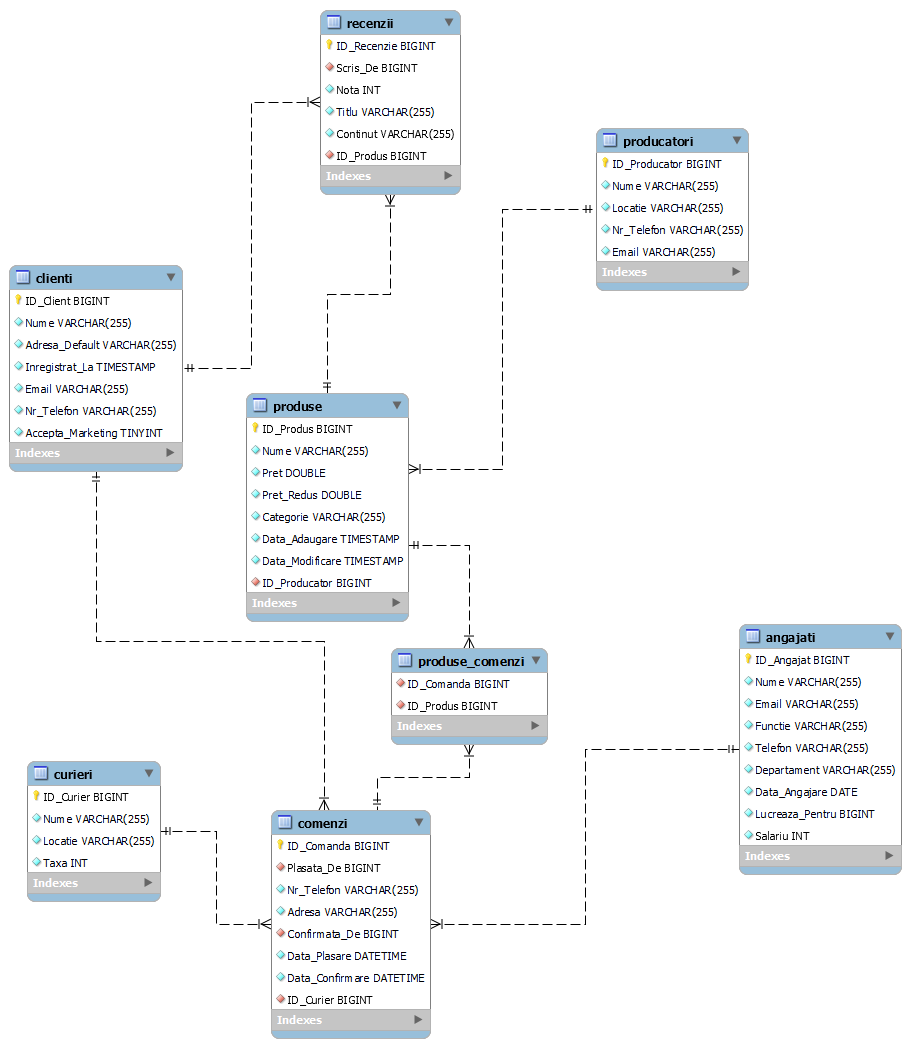 recenzii
ID_Recenzie BIGINT
Scris_De BIGINT
Nota INT
Titlu VARCHAR(255)
Continut VARCHAR(255)
ID_Produs BIGINT
Indexes
producatori
ID_Producator BIGINT
Nume VARCHAR(255)
Locatie VARCHAR(255)
Nr_Telefon VARCHAR(255)
Email VARCHAR(255)
Indexes
clienti
ID_Client BIGINT
Nume VARCHAR(255)
Adresa_Default VARCHAR(255)
Inregistrat_La TIMESTAMP
Email VARCHAR(255)
Nr_Telefon VARCHAR(255)
Accepta_Marketing TINYINT
Indexes
produse
ID_Produs BIGINT
Nume VARCHAR(255)
Pret DOUBLE
Pret_Redus DOUBLE
Categorie VARCHAR(255)
Data_Adaugare TIMESTAMP
Data_Modificare TIMESTAMP
ID_Producator BIGINT
Indexes
produse_comenzi
ID_Comanda BIGINT
ID_Produs BIGINT
Indexes
angajati
ID_Angajat BIGINT
Nume VARCHAR(255)
Email VARCHAR(255)
Functie VARCHAR(255)
Telefon VARCHAR(255)
Departament VARCHAR(255)
Data_Angajare DATE
Lucreaza_Pentru BIGINT
Salariu INT
Indexes
curieri
ID_Curier BIGINT
Nume VARCHAR(255)
Locatie VARCHAR(255)
Taxa INT
Indexes
comenzi
ID_Comanda BIGINT
Plasata_De BIGINT
Nr_Telefon VARCHAR(255)
Adresa VARCHAR(255)
Confirmata_De BIGINT
Data_Plasare DATETIME
Data_Confirmare DATETIME
ID_Curier BIGINT
Indexes